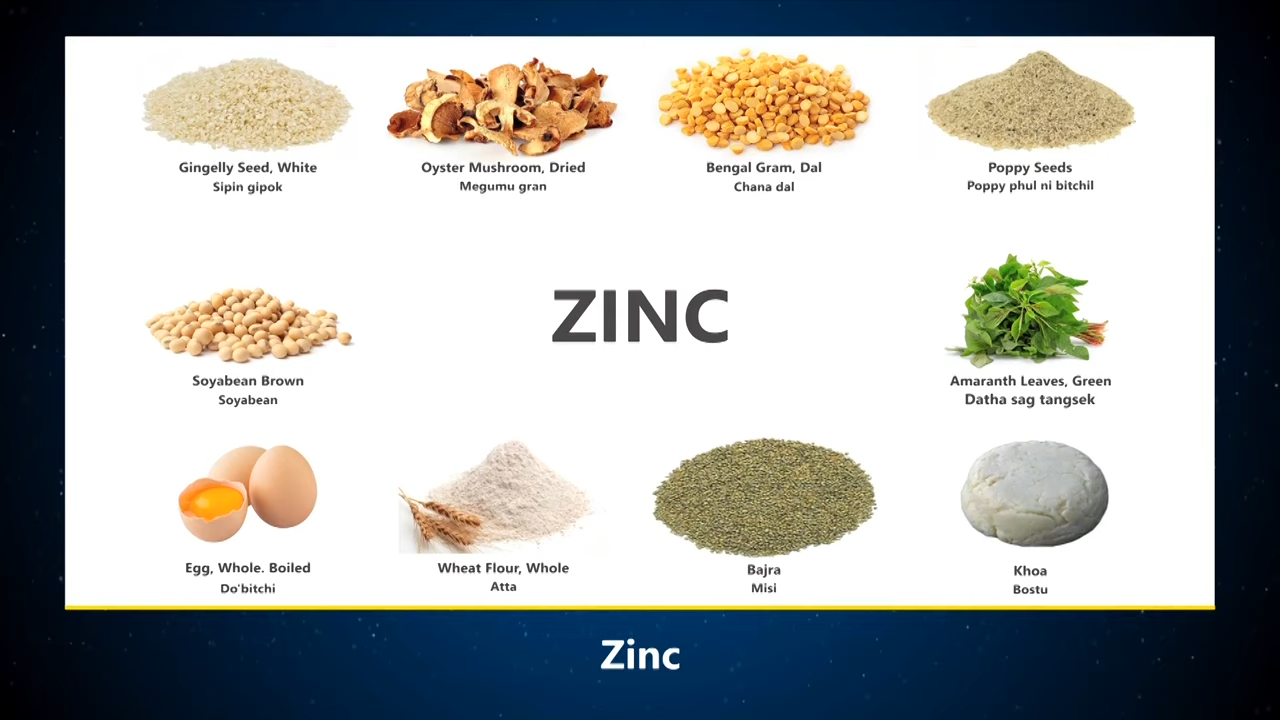 Gingelly Seed, White
Sipin gipok
Oyster Mushroom, Dried
Megumu gran
Bengal Gram, Dal
Chana dal
Poppy Seeds
Poppy phul ni bitchil
Soyabean Brown
Soyabean
ZINC
Amaranth Leaves, Green
Datha sag tangsek
Egg, Whole. Boiled
Do'bitchi
Wheat Flour, Whole
Atta
Bajra
Misi
Khoa
Bostu
Zinc